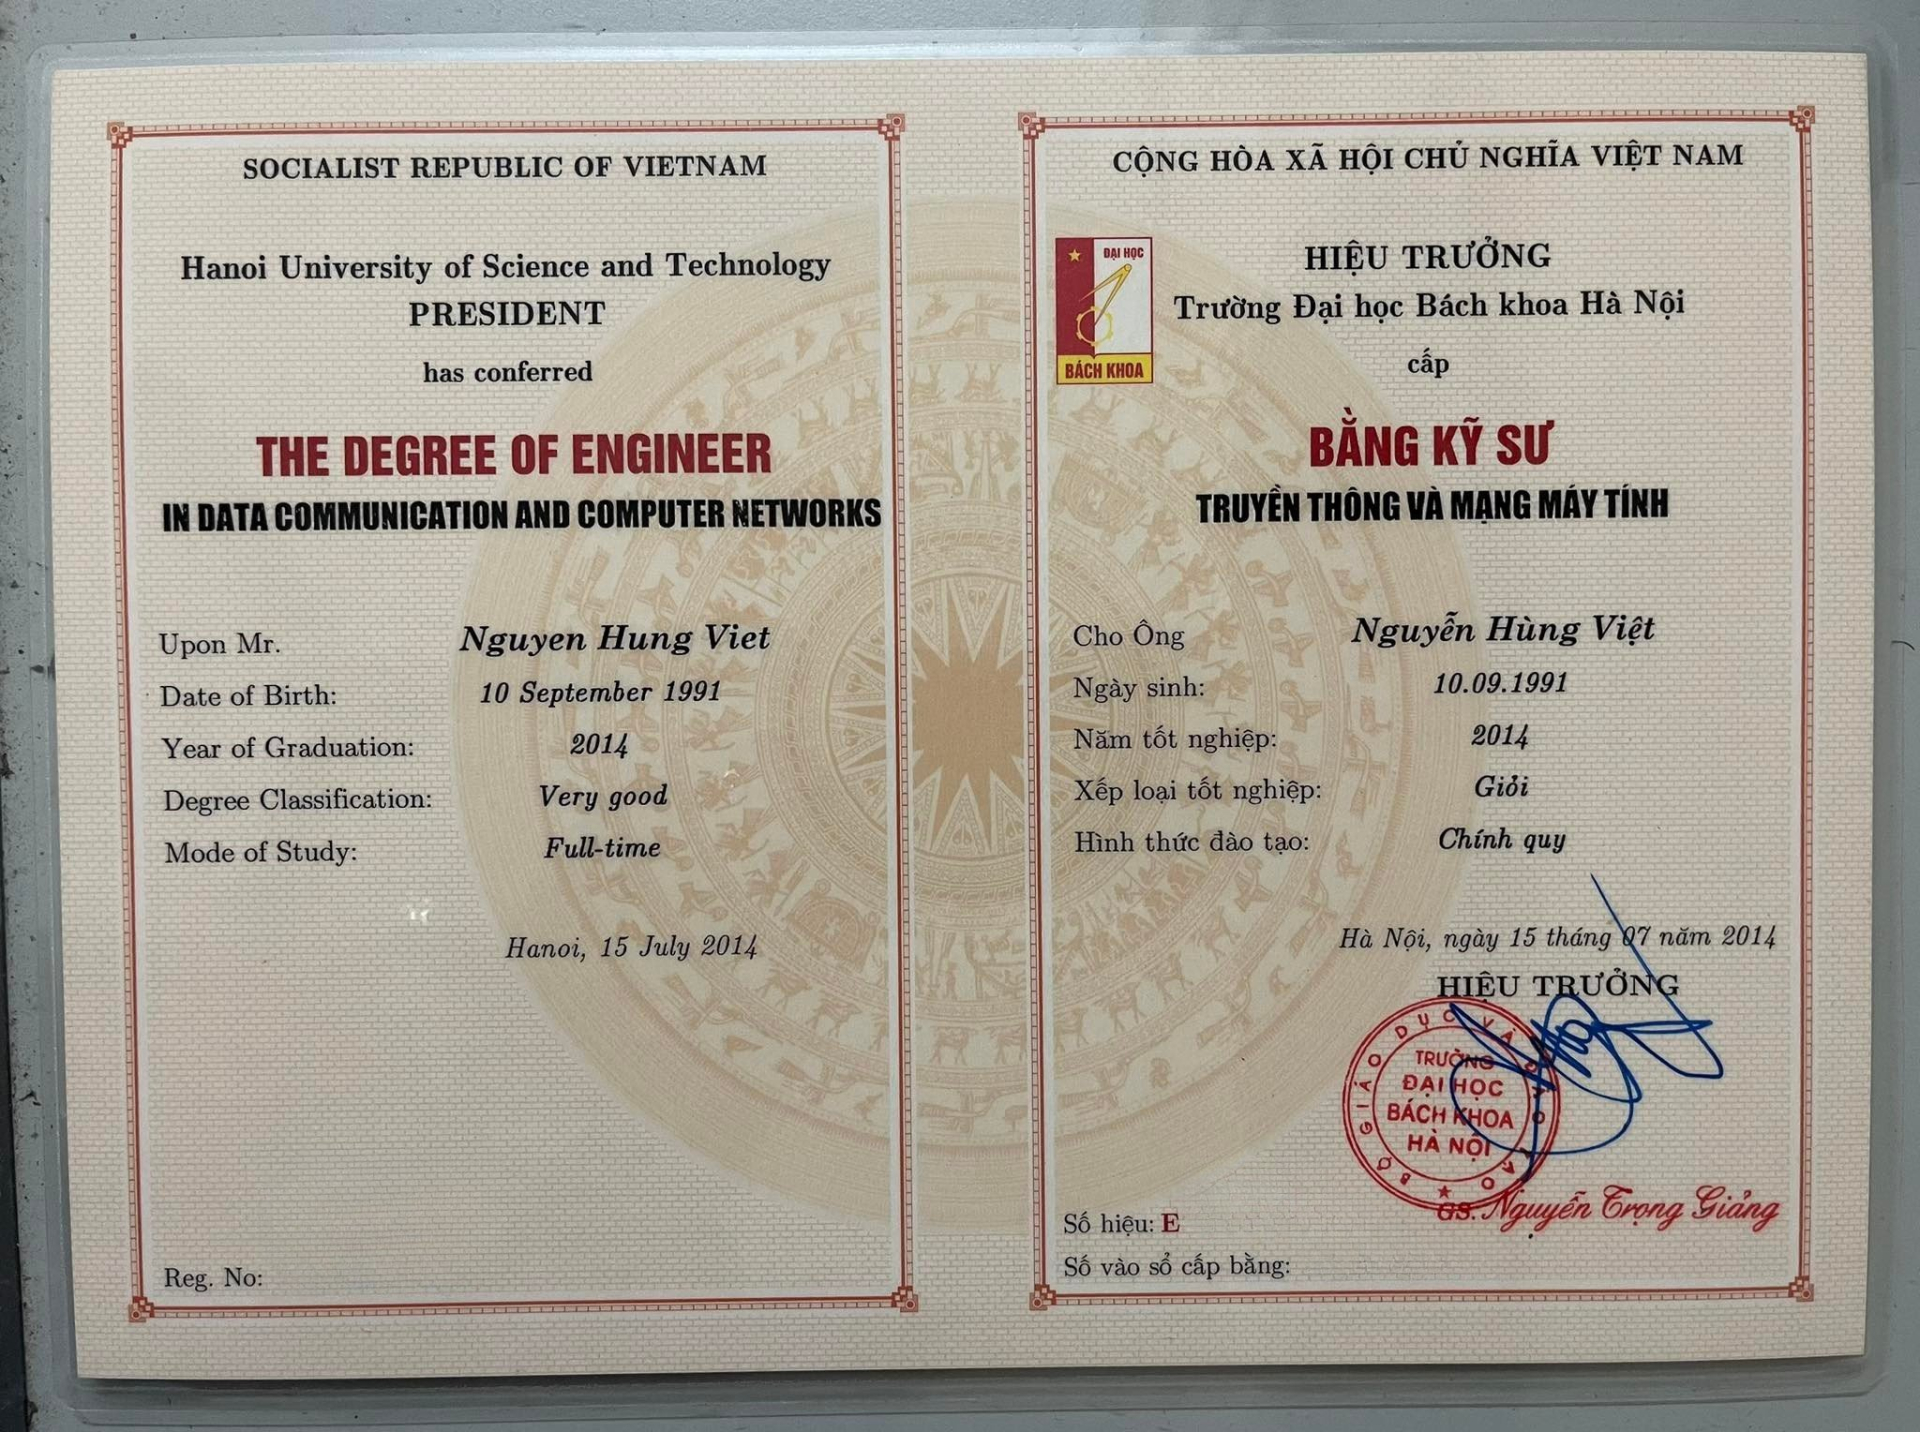 SOCIALIST REPUBLIC OF VIETNAM
Hanoi University of Science and Technology
PRESIDENT
has conferred
THE DEGREE OF ENGINEER
IN DATA COMMUNICATION AND COMPUTER NETWORKS
Upon Mr. Nguyen Hung Viet
Date of Birth: 10 September 1991
Year of Graduation: 2014
Degree Classification: Very good
Mode of Study: Full-time
Hanoi, 15 July 2014
Reg. No:
CỘNG HÒA XÃ HỘI CHỦ NGHĨA VIỆT NAM
ĐẠI HỌC
BÁCH KHOA
HIỆU TRƯỞNG
Trường Đại học Bách khoa Hà Nội
cấp
BẰNG KỸ SƯ
TRUYỀN THÔNG VÀ MẠNG MÁY TÍNH
Cho Ông Nguyễn Hùng Việt
Ngày sinh: 10.09.1991
Năm tốt nghiệp: 2014
Xếp loại tốt nghiệp: Giỏi
Hình thức đào tạo: Chính quy
Hà Nội, ngày 15 tháng 07 năm 2014
HIỆU TRƯỞNG
BỘ GIÁO DỤC VÀ ĐÀO TẠO
TRƯỜNG
ĐẠI HỌC
BÁCH KHOA
HÀ NỘI
GS. Nguyễn Trọng Giảng
Số hiệu: E
Số vào sổ cấp bằng: